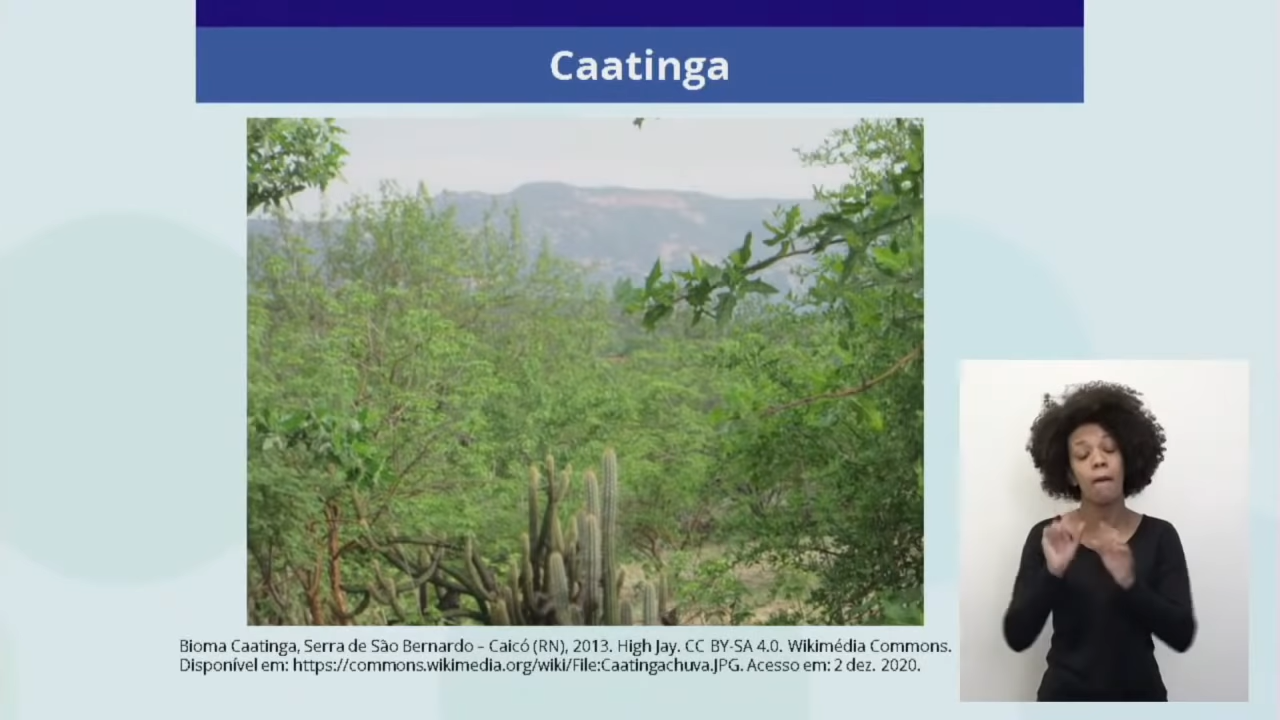 Caatinga
Bioma Caatinga, Serra de São Bernardo – Caicó (RN), 2013. High Jay. CC BY-SA 4.0. Wikimédia Commons.
Disponível em: https://commons.wikimedia.org/wiki/File:Caatingachuva.JPG. Acesso em: 2 dez. 2020.